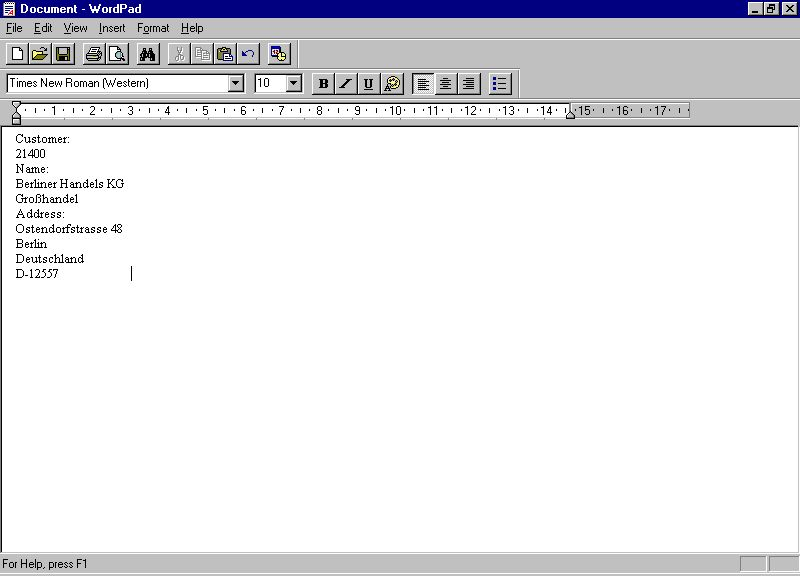 Document - WordPad
File Edit View Insert Format Help
Times New Roman (Western) 10 B I U
1 2 3 4 5 6 7 8 9 10 11 12 13 14 15 16 17
Customer:
21400
Name:
Berliner Handels KG
Großhandel
Address:
Ostendorfstrasse 48
Berlin
Deutschland
D-12557
For Help, press F1